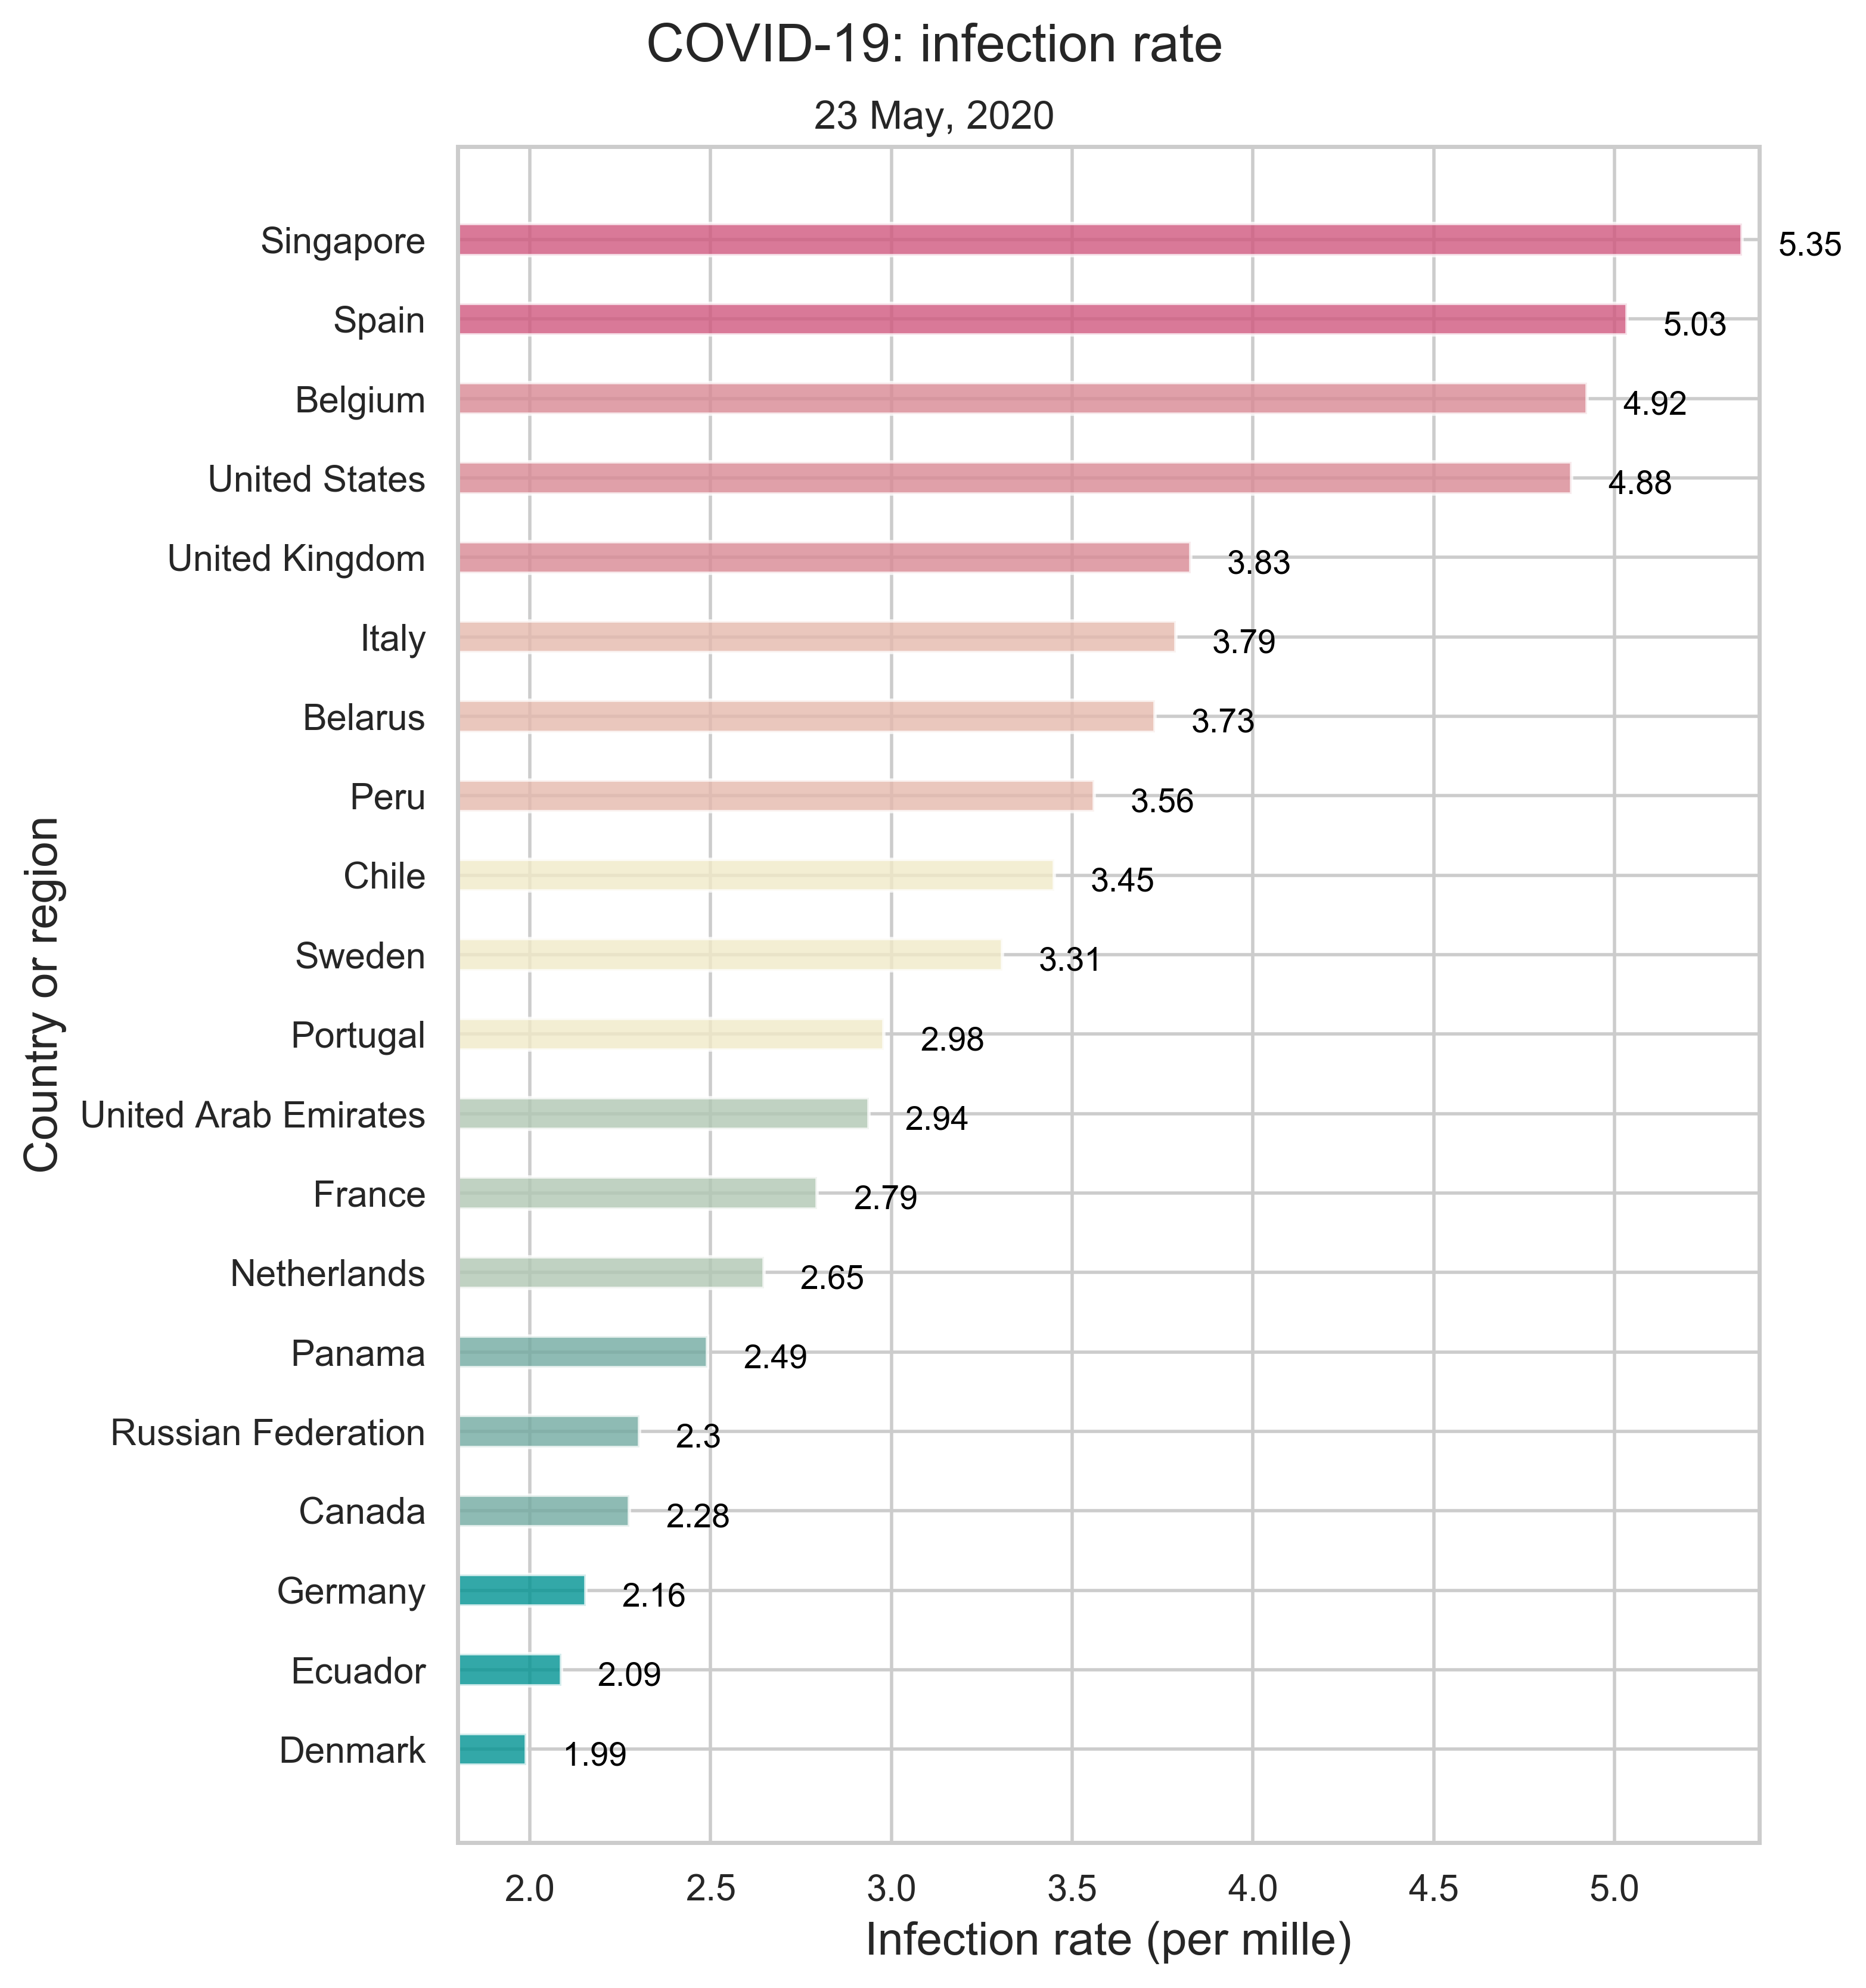 COVID-19: infection rate
23 May, 2020
Singapore 5.35
Spain 5.03
Belgium 4.92
United States 4.88
United Kingdom 3.83
Italy 3.79
Belarus 3.73
Peru 3.56
Chile 3.45
Sweden 3.31
Portugal 2.98
United Arab Emirates 2.94
France 2.79
Netherlands 2.65
Panama 2.49
Russian Federation 2.3
Canada 2.28
Germany 2.16
Ecuador 2.09
Denmark 1.99
Country or region
2.0 2.5 3.0 3.5 4.0 4.5 5.0
Infection rate (per mille)